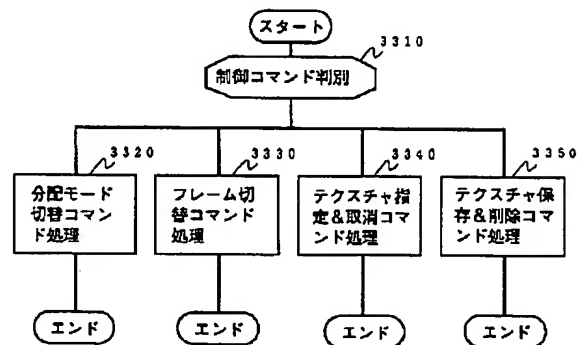 スタート
3310
制御コマンド判別
3320
分配モード
切替コマン
ド処理
3330
フレーム切
替コマンド
処理
3340
テクスチャ指
定&取消コマ
ンド処理
3350
テクスチャ保
存&削除コマ
ンド処理
エンド
エンド
エンド
エンド